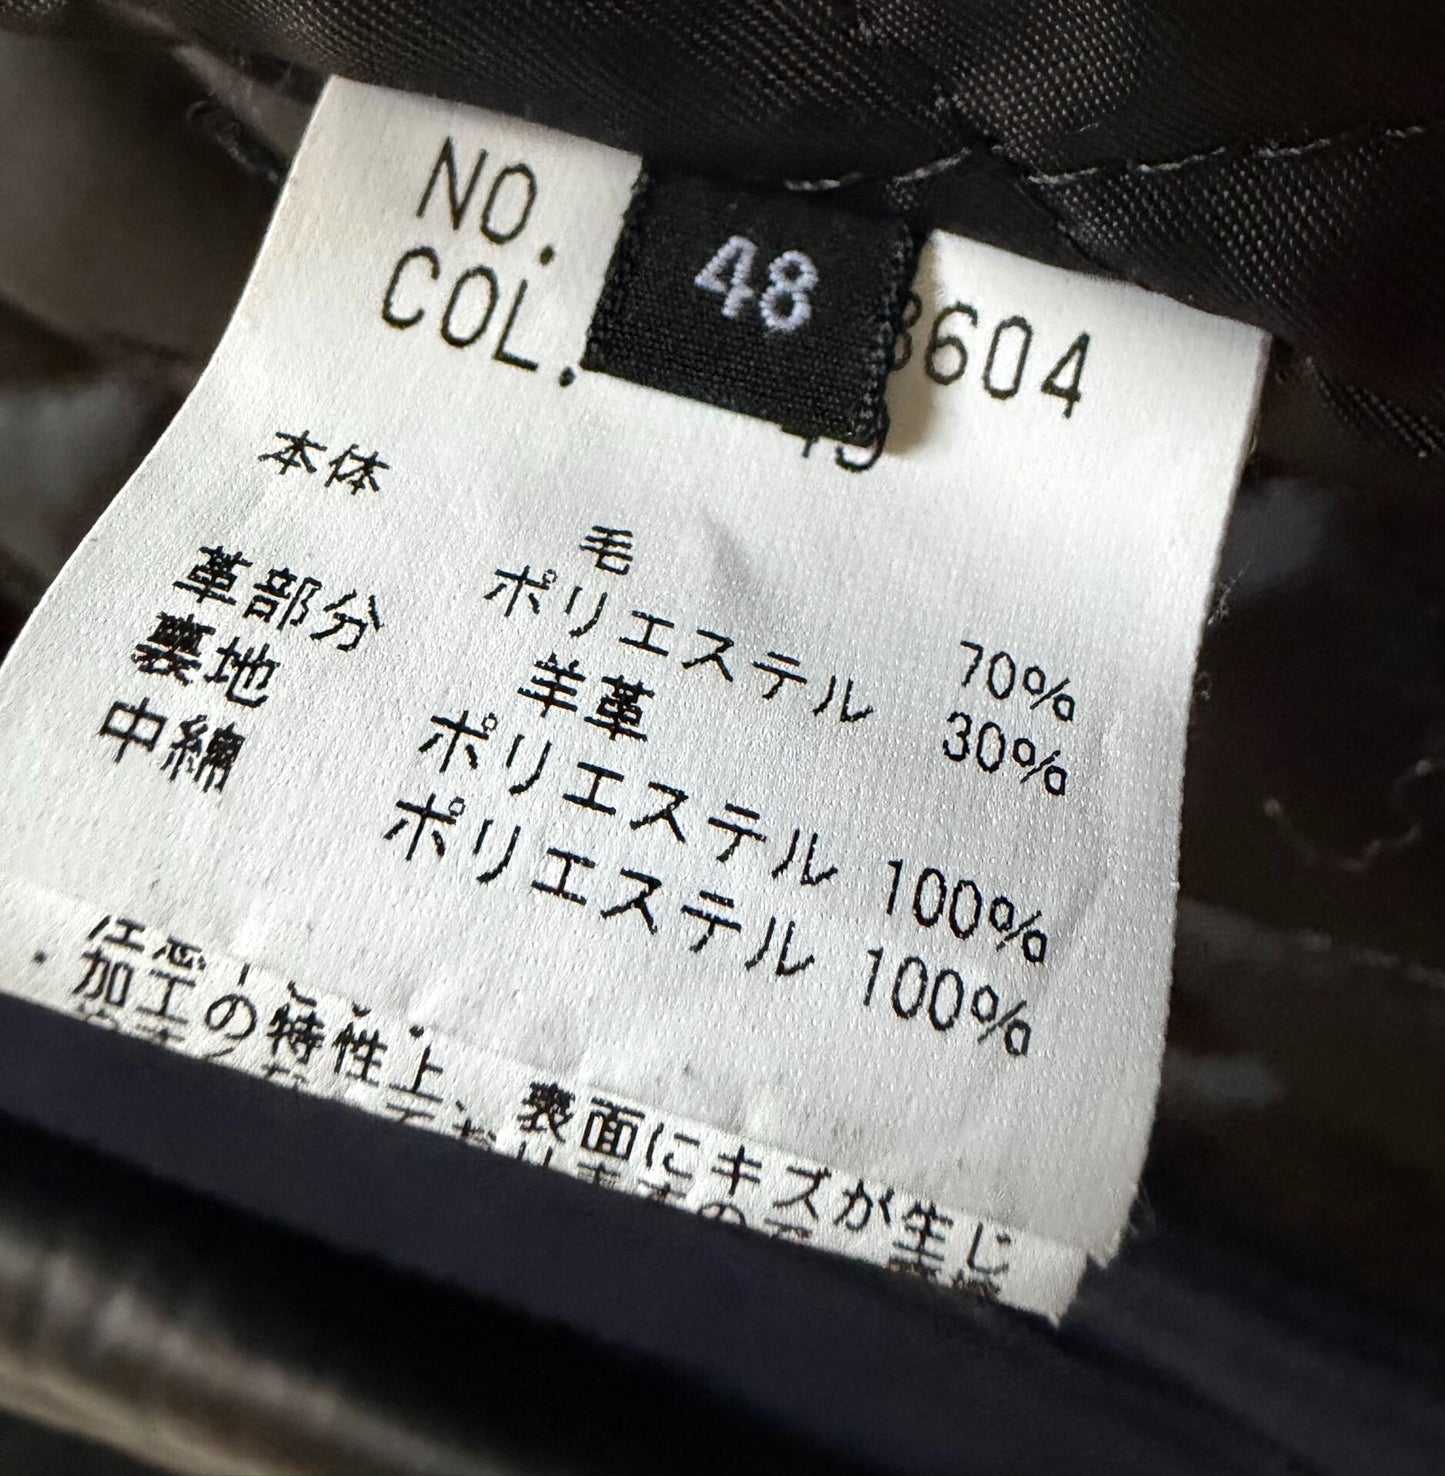 NO.
48
3604
COL.
本体
毛 70%
ポリエステル 30%
革部分 羊革
裏地 ポリエステル 100%
中綿 ポリエステル 100%
・加工の特性上、表面にキズが生じ